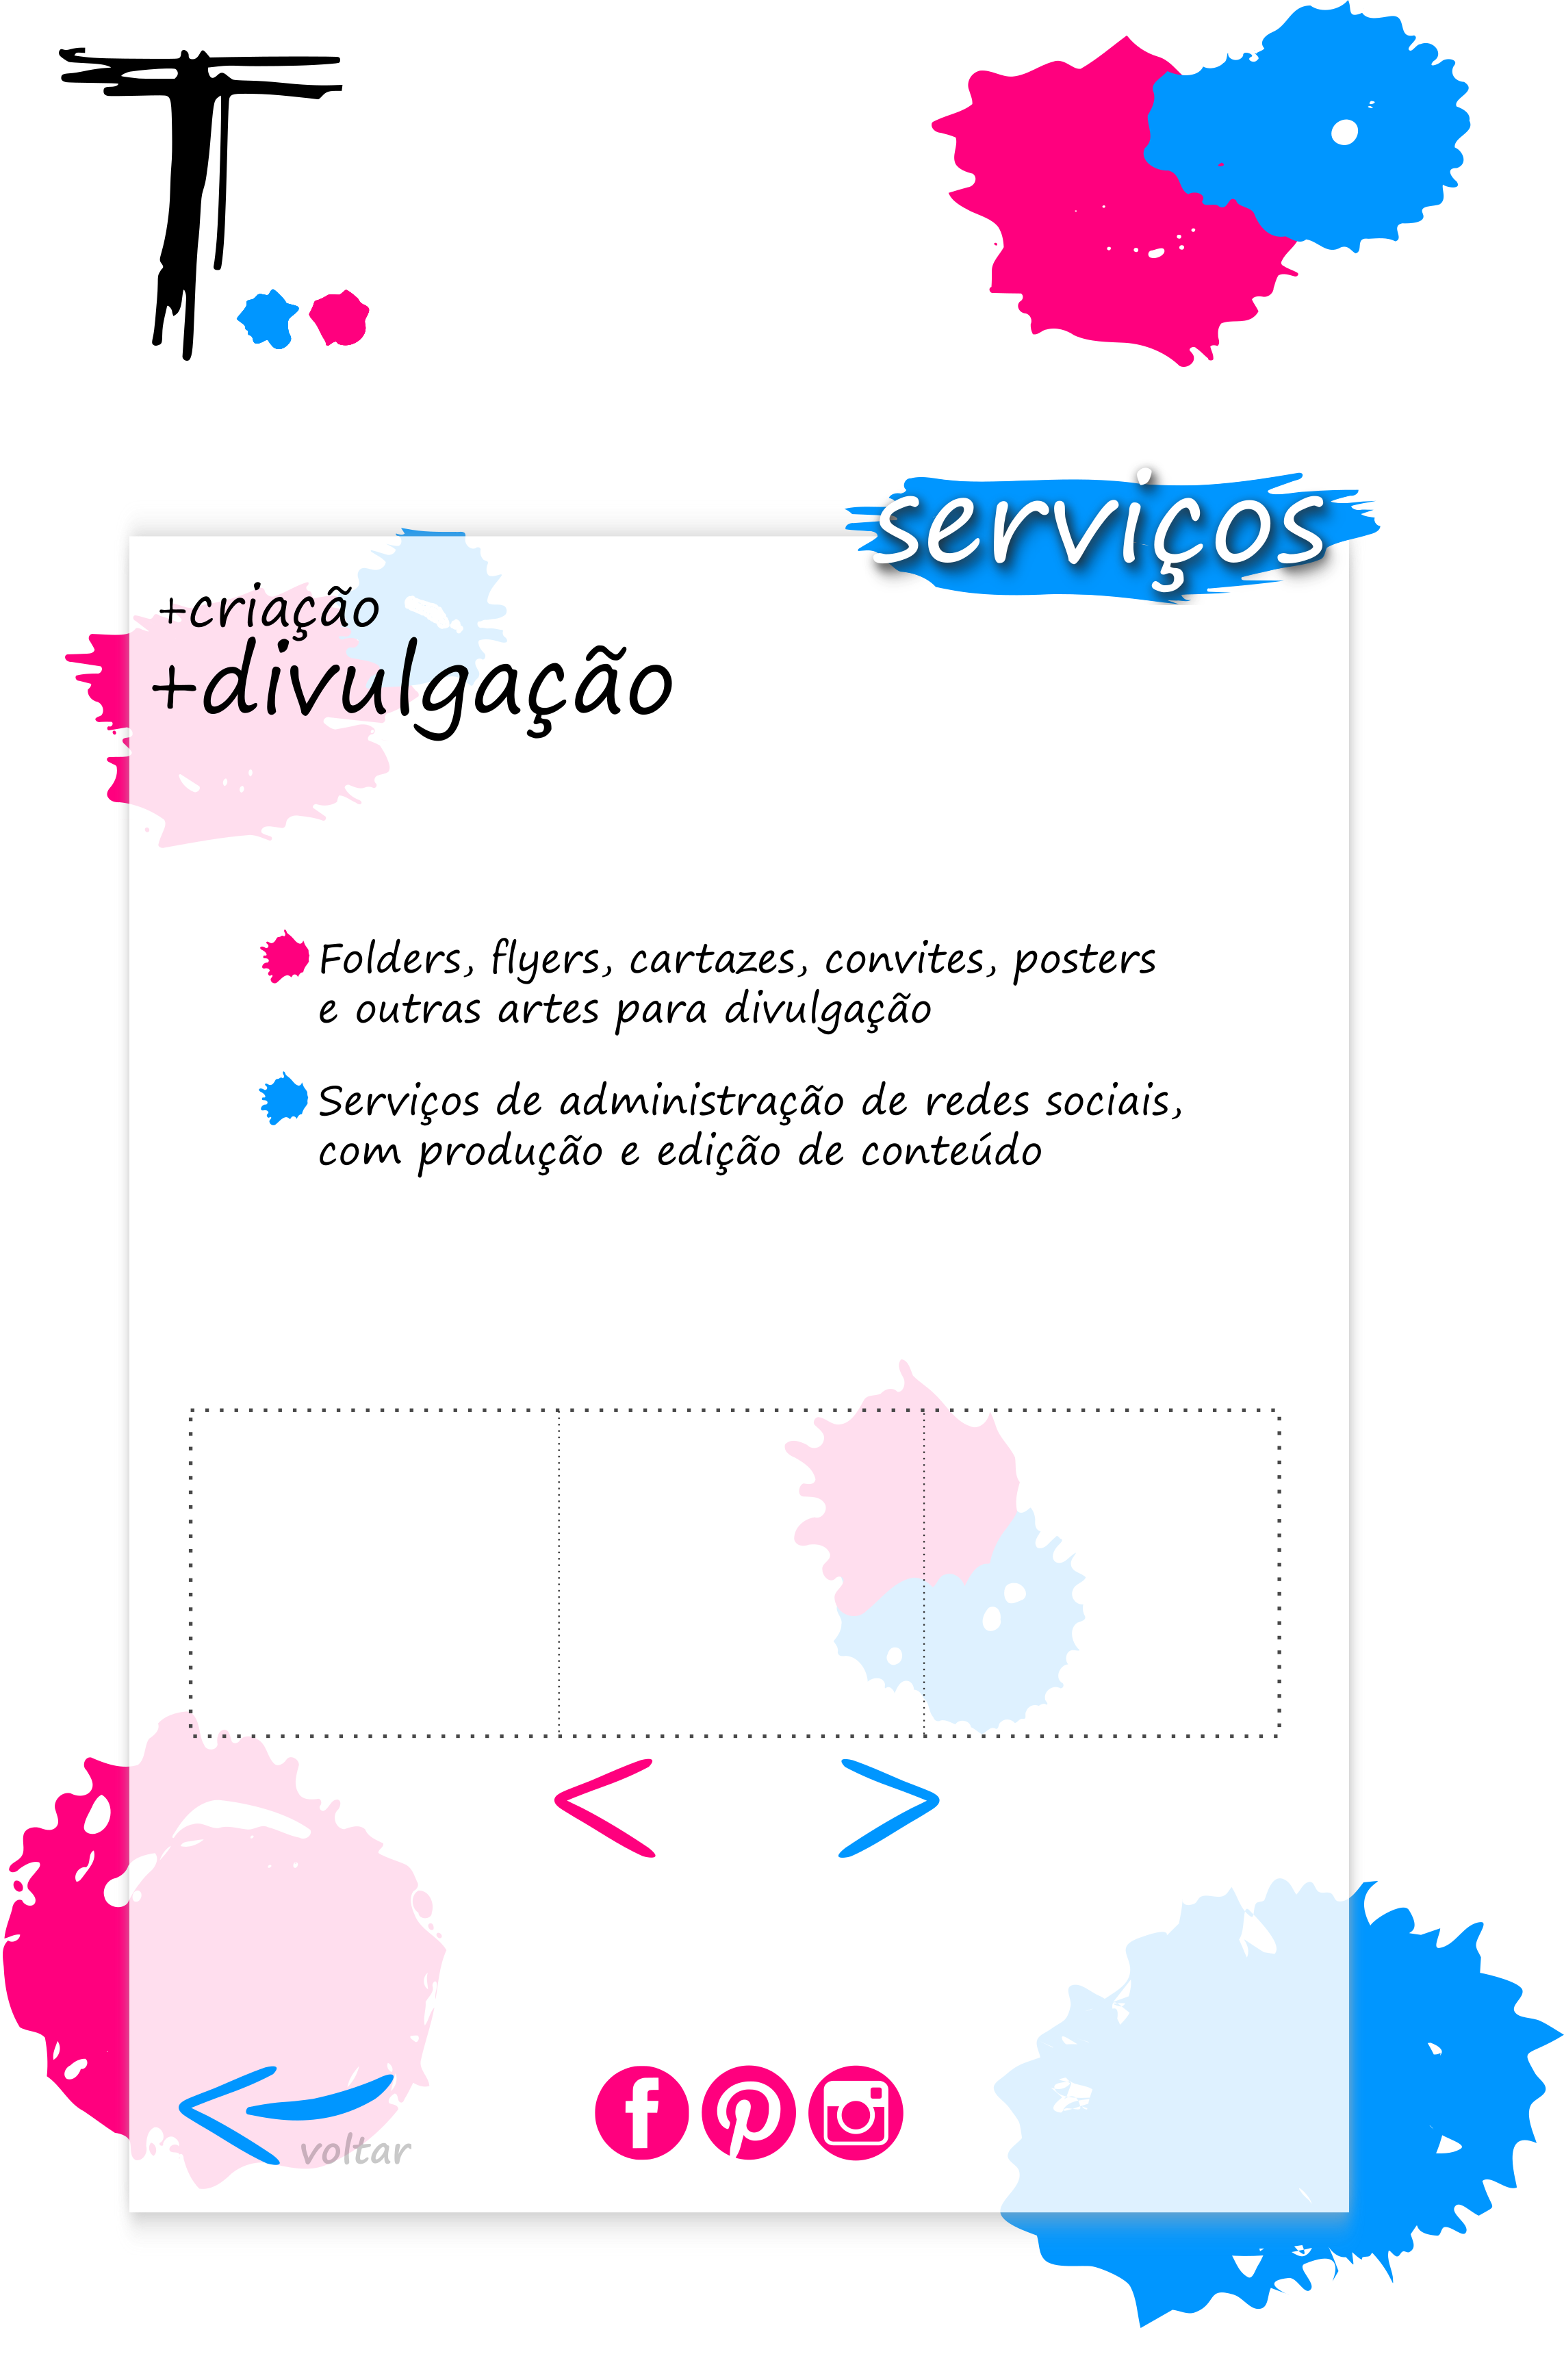 T
serviços
+criação
+divulgação
Folders, flyers, cartazes, convites, posters
e outras artes para divulgação
Serviços de administração de redes sociais,
com produção e edição de conteúdo
voltar